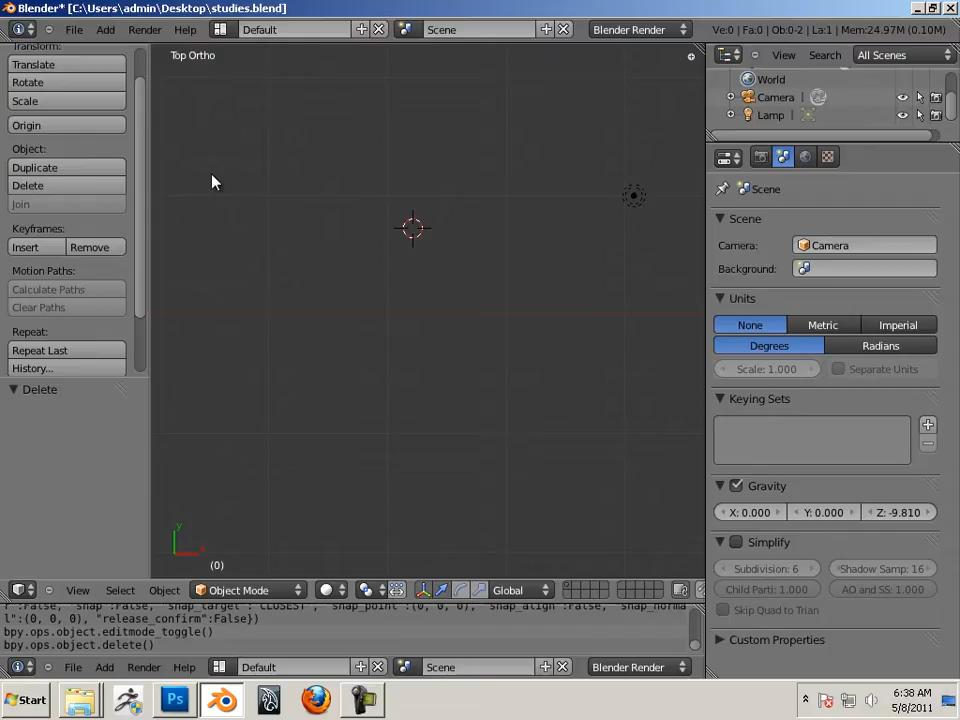 Blender* [C:\Users\admin\Desktop\studies.blend]
File Add Render Help Default Scene Blender Render Ve:0 | Fa:0 | Ob:0-2 | La:1 | Mem:24.97M (0.10M)
Transform:
Translate
Rotate
Scale
Origin
Object:
Duplicate
Delete
Join
Keyframes:
Insert Remove
Motion Paths:
Calculate Paths
Clear Paths
Repeat:
Repeat Last
History...
Delete
Top Ortho
y
x
(0)
View Select Object Object Mode Global
View Search All Scenes
World
Camera
Lamp
Scene
Scene
Camera: Camera
Background:
Units
None Metric Imperial
Degrees Radians
Scale: 1.000 Separate Units
Keying Sets
Gravity
X: 0.000 Y: 0.000 Z: -9.810
Simplify
Subdivision: 6 Shadow Samp: 16
Child Parti: 1.000 AO and SS: 1.000
Skip Quad to Trian
Custom Properties
l":(0, 0, 0), "release_confirm":False})
bpy.ops.object.editmode_toggle()
bpy.ops.object.delete()
File Add Render Help Default Scene Blender Render
Start Ps 6:38 AM
5/8/2011